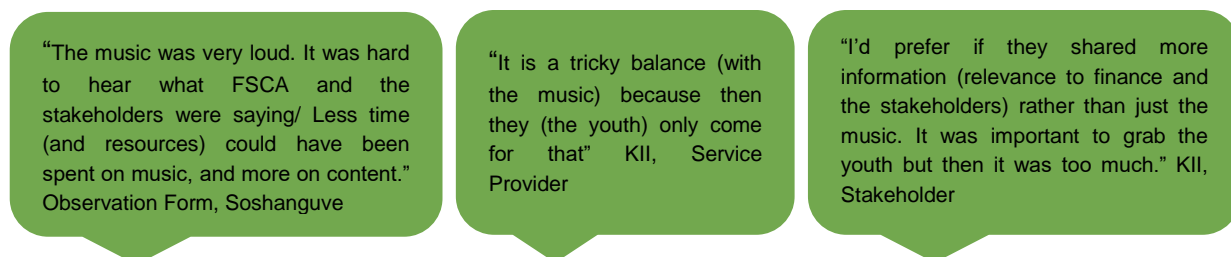 “The music was very loud. It was hard
to hear what FSCA and the
stakeholders were saying/ Less time
(and resources) could have been
spent on music, and more on content.”
Observation Form, Soshanguve
“It is a tricky balance (with
the music) because then
they (the youth) only come
for that” KII, Service
Provider
“I’d prefer if they shared more
information (relevance to finance and
the stakeholders) rather than just the
music. It was important to grab the
youth but then it was too much.” KII,
Stakeholder